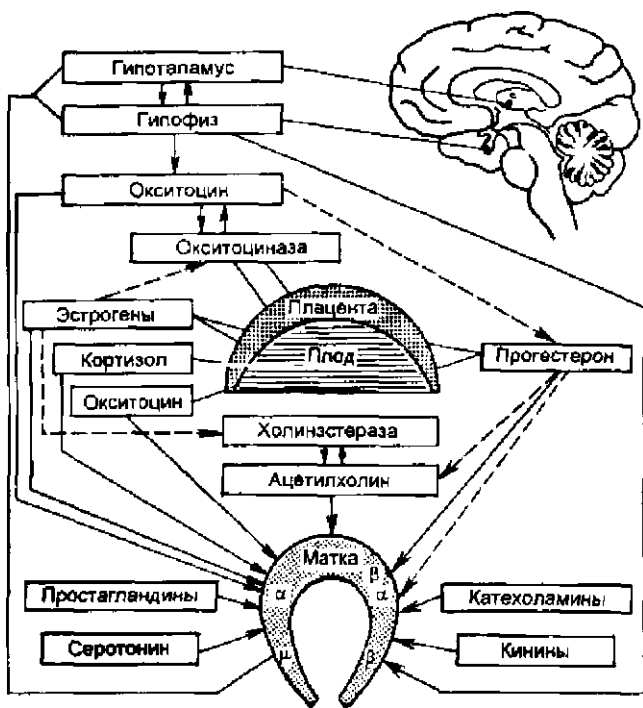 Гипоталамус
Гипофиз
Окситоцин
Окситоциназа
Эстрогены
Плацента
Кортизол
Плод
Прогестерон
Окситоцин
Холинэстераза
Ацетилхолин
Матка
β
α
α
Простагландины
Катехоламины
Серотонин
Кинины
μ
β